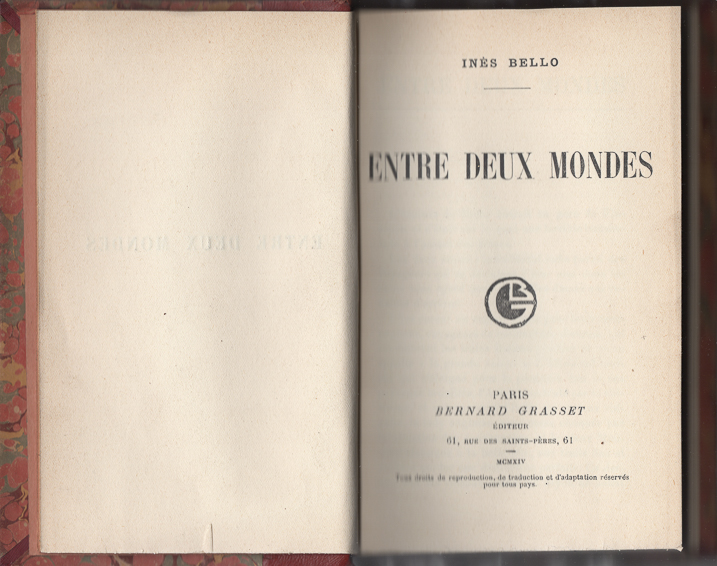 INÈS BELLO
ENTRE DEUX MONDES
BG
PARIS
BERNARD GRASSET
ÉDITEUR
61, RUE DES SAINTS-PÈRES, 61
MCMXIV
Tous droits de reproduction, de traduction et d'adaptation réservés
pour tous pays.